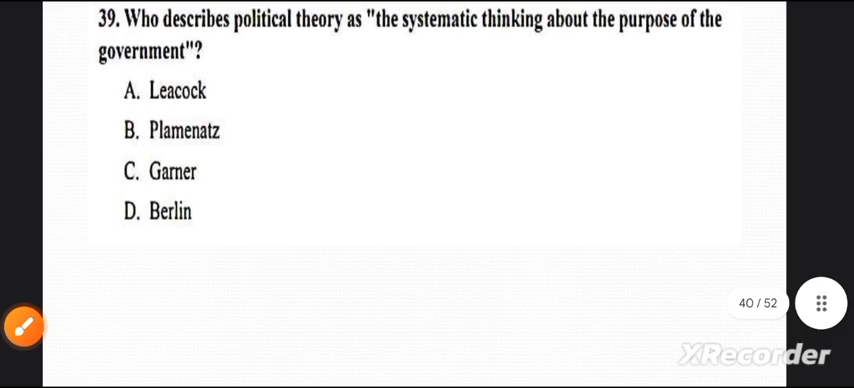 39. Who describes political theory as "the systematic thinking about the purpose of the
government"?
A. Leacock
B. Plamenatz
C. Garner
D. Berlin
40 / 52
XRecorder